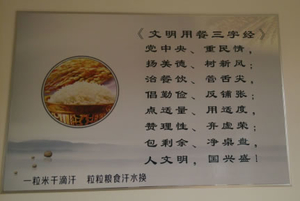 《文明用餐三字经》
党中央、重民情，
扬美德、树新风；
治餐饮、管舌尖，
倡勤俭、反铺张；
点适量、用适度，
赞理性、弃虚荣；
包剩余、净桌盘，
人文明，国兴盛！
一粒米千滴汗 粒粒粮食汗水换